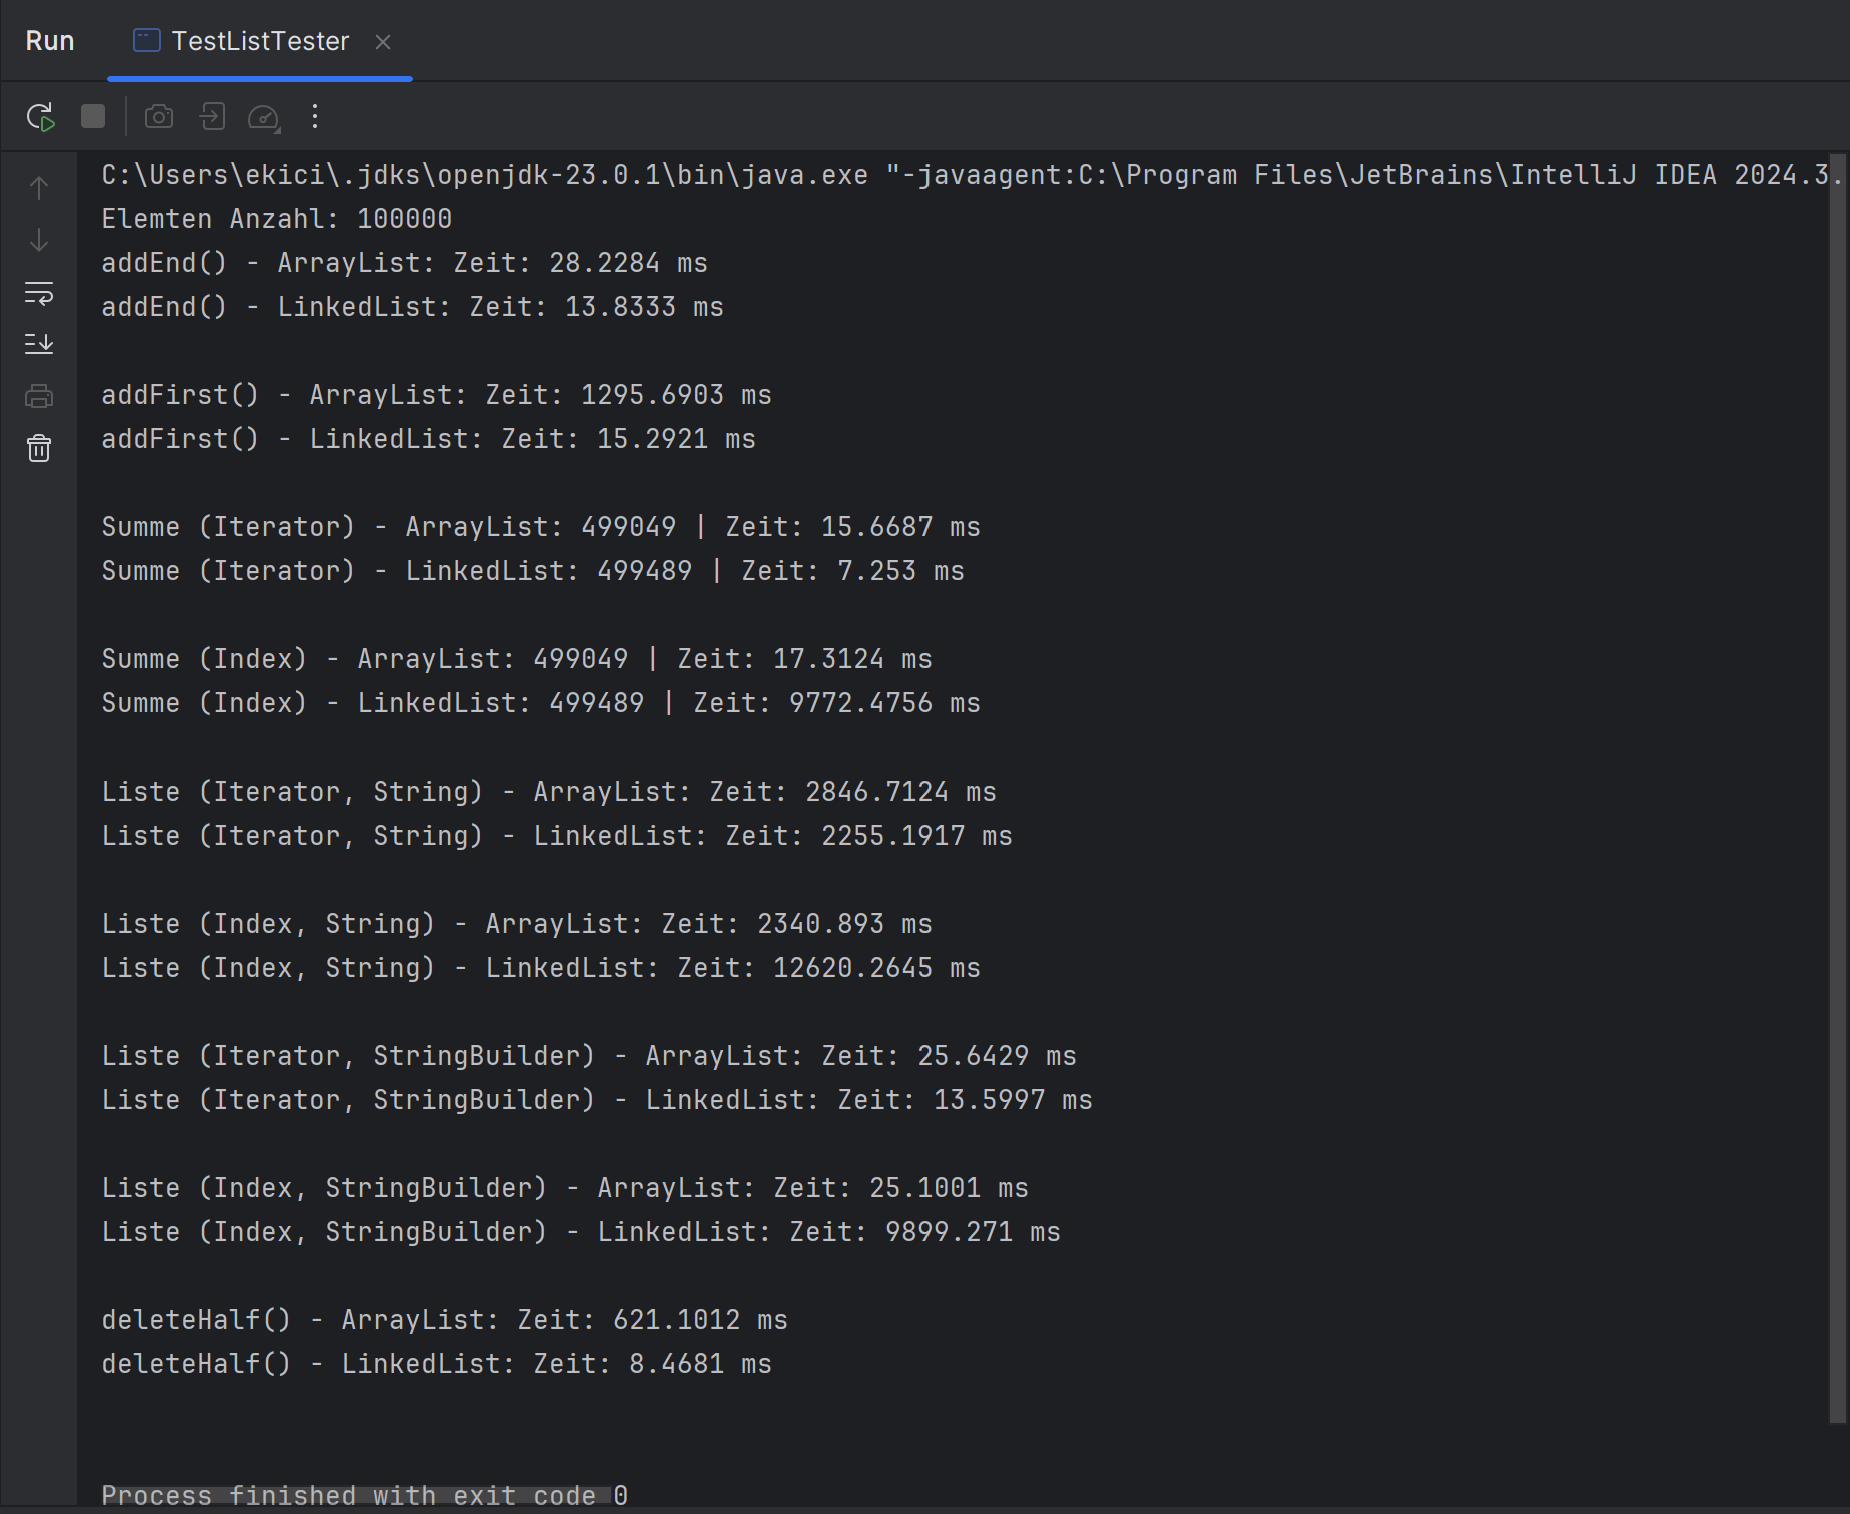 Run
TestListTester
C:\Users\ekici\.jdks\openjdk-23.0.1\bin\java.exe "-javaagent:C:\Program Files\JetBrains\IntelliJ IDEA 2024.3.
Elemten Anzahl: 100000
addEnd() - ArrayList: Zeit: 28.2284 ms
addEnd() - LinkedList: Zeit: 13.8333 ms
addFirst() - ArrayList: Zeit: 1295.6903 ms
addFirst() - LinkedList: Zeit: 15.2921 ms
Summe (Iterator) - ArrayList: 499049 | Zeit: 15.6687 ms
Summe (Iterator) - LinkedList: 499489 | Zeit: 7.253 ms
Summe (Index) - ArrayList: 499049 | Zeit: 17.3124 ms
Summe (Index) - LinkedList: 499489 | Zeit: 9772.4756 ms
Liste (Iterator, String) - ArrayList: Zeit: 2846.7124 ms
Liste (Iterator, String) - LinkedList: Zeit: 2255.1917 ms
Liste (Index, String) - ArrayList: Zeit: 2340.893 ms
Liste (Index, String) - LinkedList: Zeit: 12620.2645 ms
Liste (Iterator, StringBuilder) - ArrayList: Zeit: 25.6429 ms
Liste (Iterator, StringBuilder) - LinkedList: Zeit: 13.5997 ms
Liste (Index, StringBuilder) - ArrayList: Zeit: 25.1001 ms
Liste (Index, StringBuilder) - LinkedList: Zeit: 9899.271 ms
deleteHalf() - ArrayList: Zeit: 621.1012 ms
deleteHalf() - LinkedList: Zeit: 8.4681 ms
Process finished with exit code 0